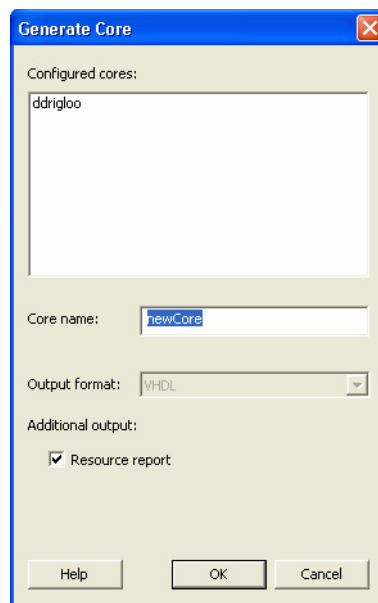 Generate Core
Configured cores:
ddrigloo
Core name: newCore
Output format: VHDL
Additional output:
Resource report
Help OK Cancel